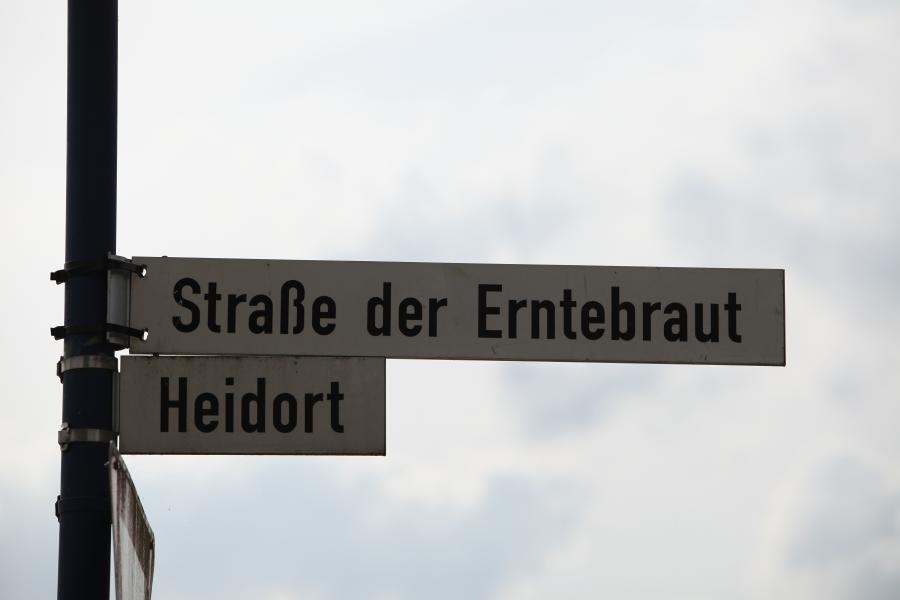 Straße der Erntebraut
Heidort